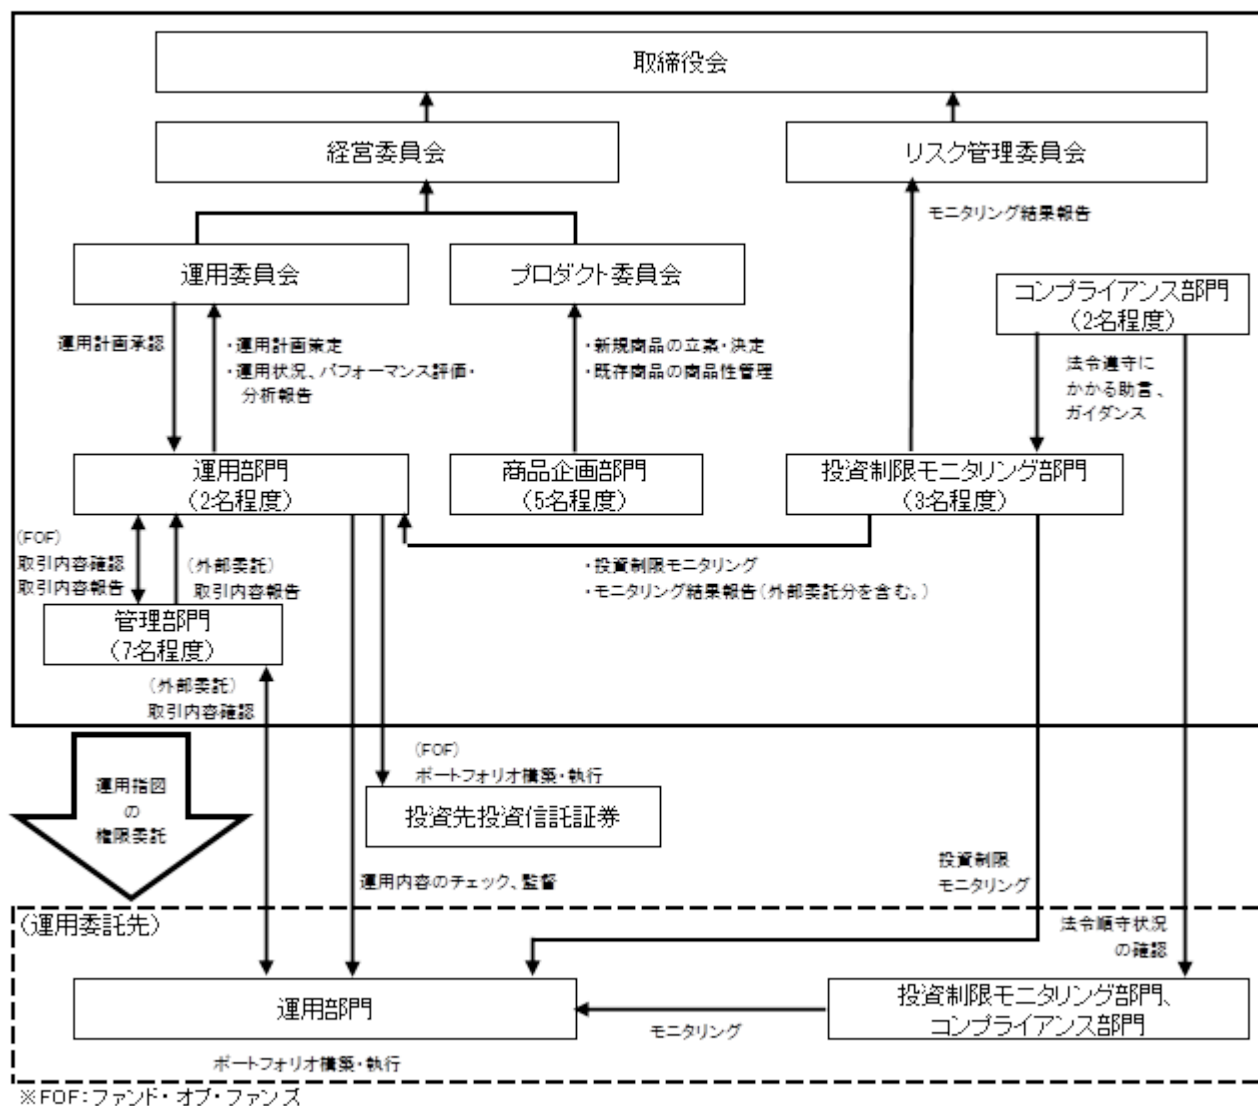 取締役会
経営委員会
リスク管理委員会
モニタリング結果報告
運用委員会
プロダクト委員会
コンプライアンス部門
(2名程度)
運用計画承認
・運用計画策定
・運用状況、パフォーマンス評価・
分析報告
・新規商品の立案・決定
・既存商品の商品性管理
法令遵守に
かかる助言、
ガイダンス
運用部門
(2名程度)
商品企画部門
(5名程度)
投資制限モニタリング部門
(3名程度)
(FOF)
取引内容確認
取引内容報告
(外部委託)
取引内容報告
・投資制限モニタリング
・モニタリング結果報告(外部委託分を含む。)
管理部門
(7名程度)
(外部委託)
取引内容確認
運用指図
の
権限委託
(FOF)
ポートフォリオ構築・執行
投資先投資信託証券
運用内容のチェック、監督
投資制限
モニタリング
(運用委託先)
法令順守状況
の確認
運用部門
投資制限モニタリング部門、
コンプライアンス部門
モニタリング
ポートフォリオ構築・執行
※FOF:ファンド・オブ・ファンズ